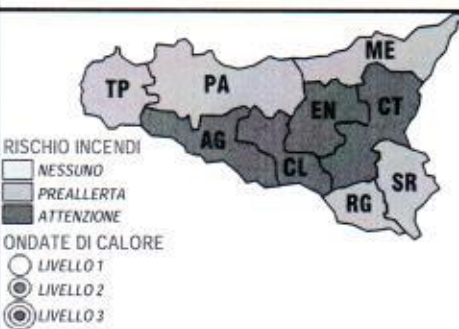 ME
TP
PA
EN
CT
AG
CL
SR
RG
RISCHIO INCENDI
NESSUNO
PREALLERTA
ATTENZIONE
ONDATE DI CALORE
LIVELLO 1
LIVELLO 2
LIVELLO 3